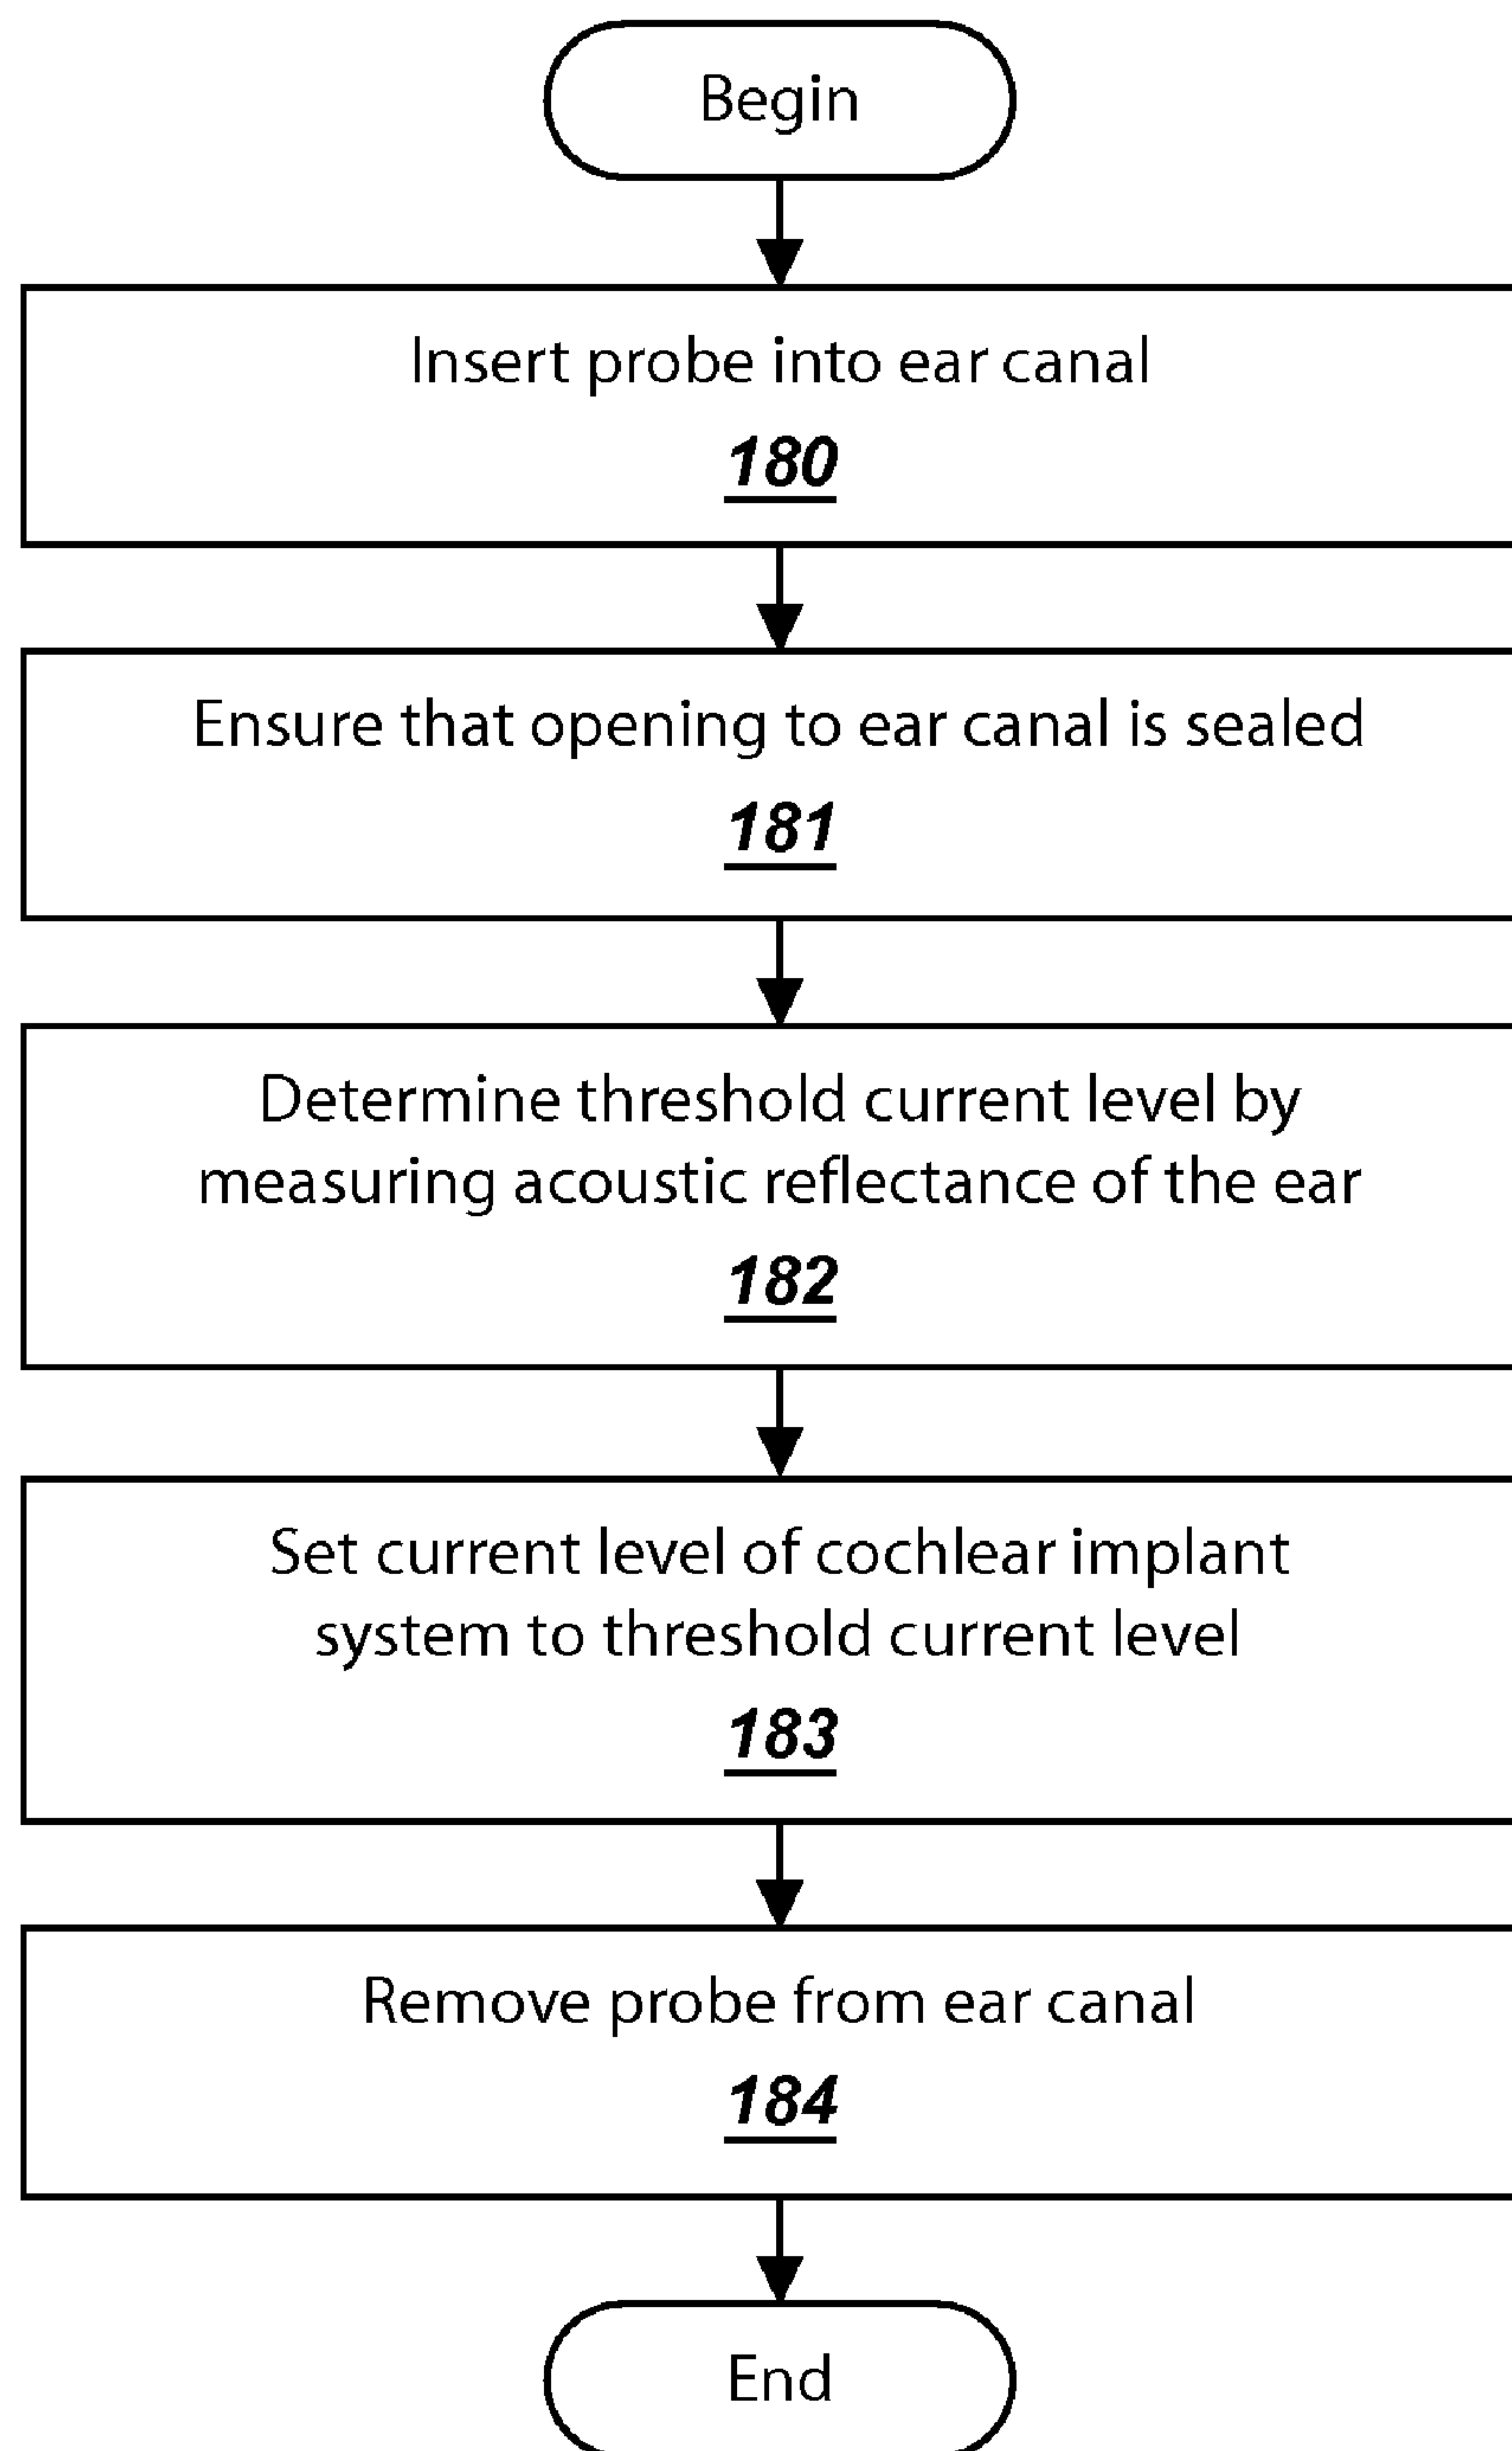 Begin
Insert probe into ear canal
180
Ensure that opening to ear canal is sealed
181
Determine threshold current level by
measuring acoustic reflectance of the ear
182
Set current level of cochlear implant
system to threshold current level
183
Remove probe from ear canal
184
End